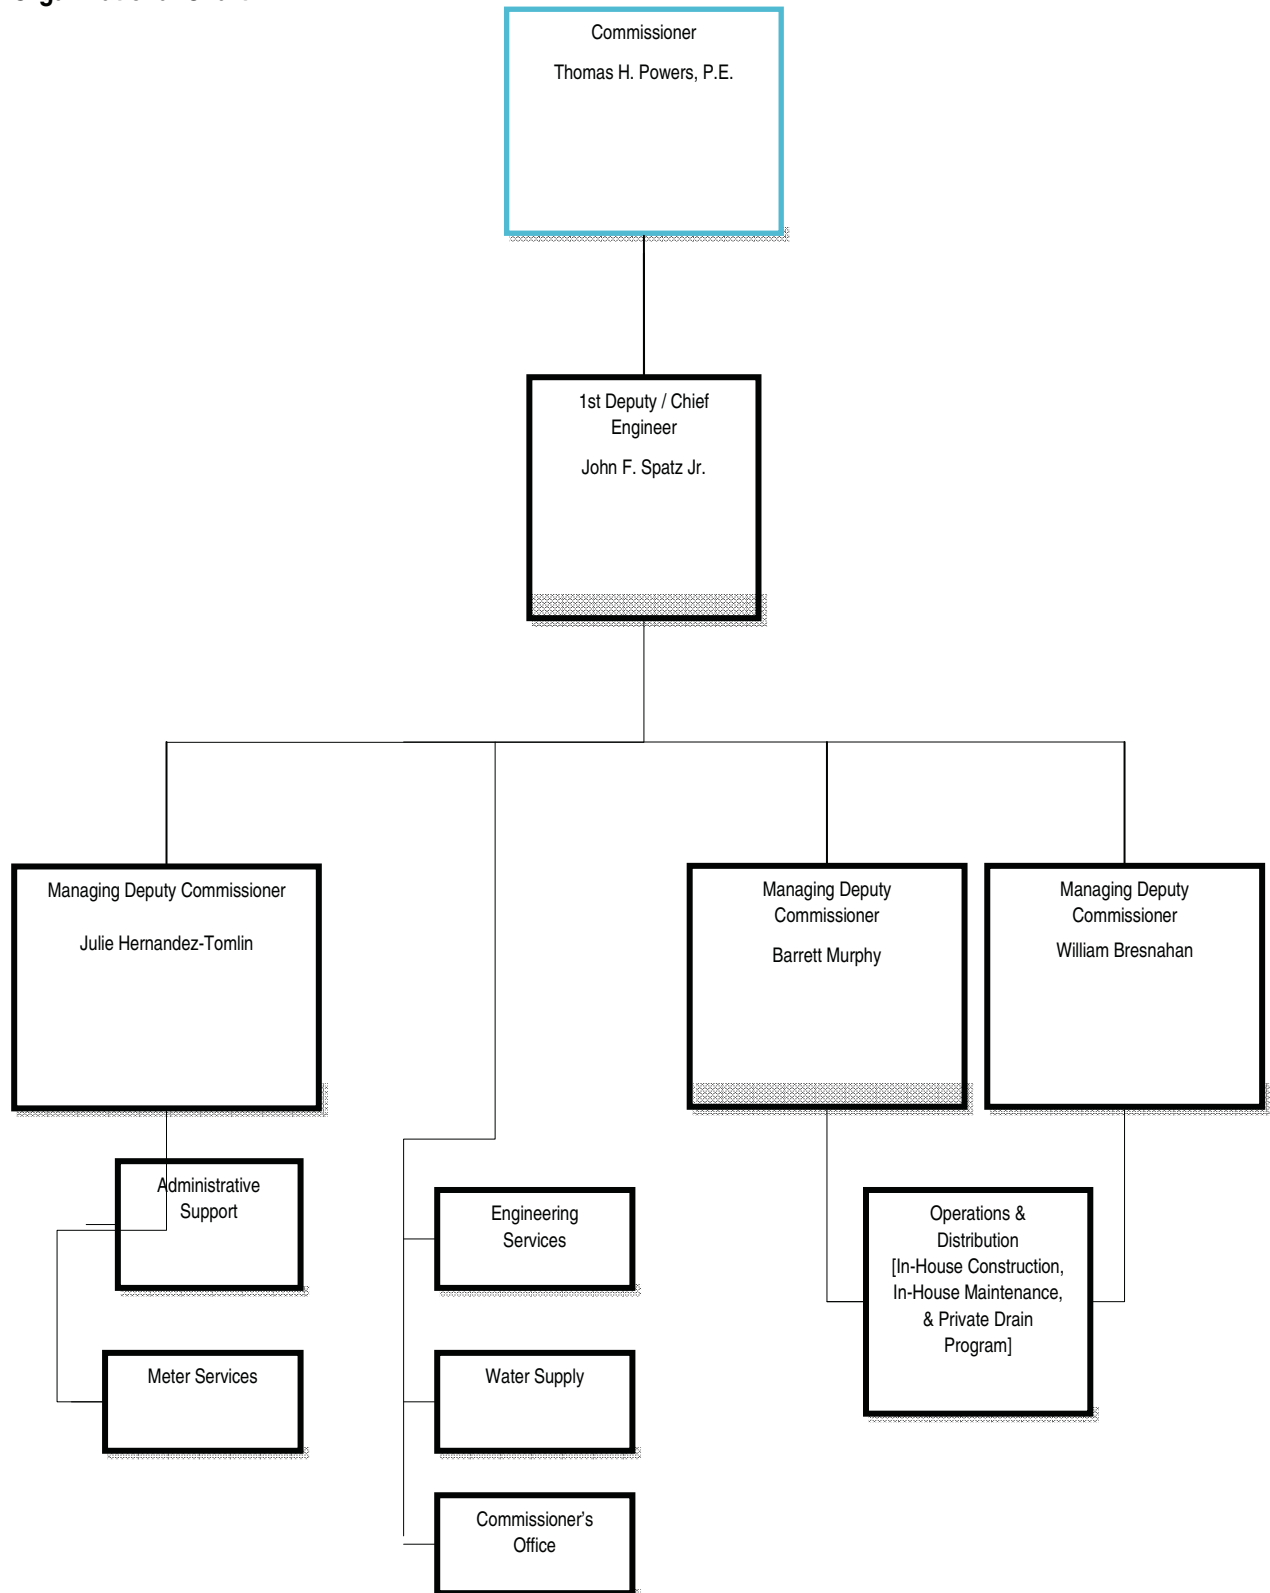 Commissioner
Thomas H. Powers, P.E.
1st Deputy / Chief
Engineer
John F. Spatz Jr.
Managing Deputy Commissioner
Julie Hernandez-Tomlin
Managing Deputy
Commissioner
Barrett Murphy
Managing Deputy
Commissioner
William Bresnahan
Administrative
Support
Meter Services
Engineering
Services
Water Supply
Commissioner’s
Office
Operations &
Distribution
[In-House Construction,
In-House Maintenance,
& Private Drain
Program]